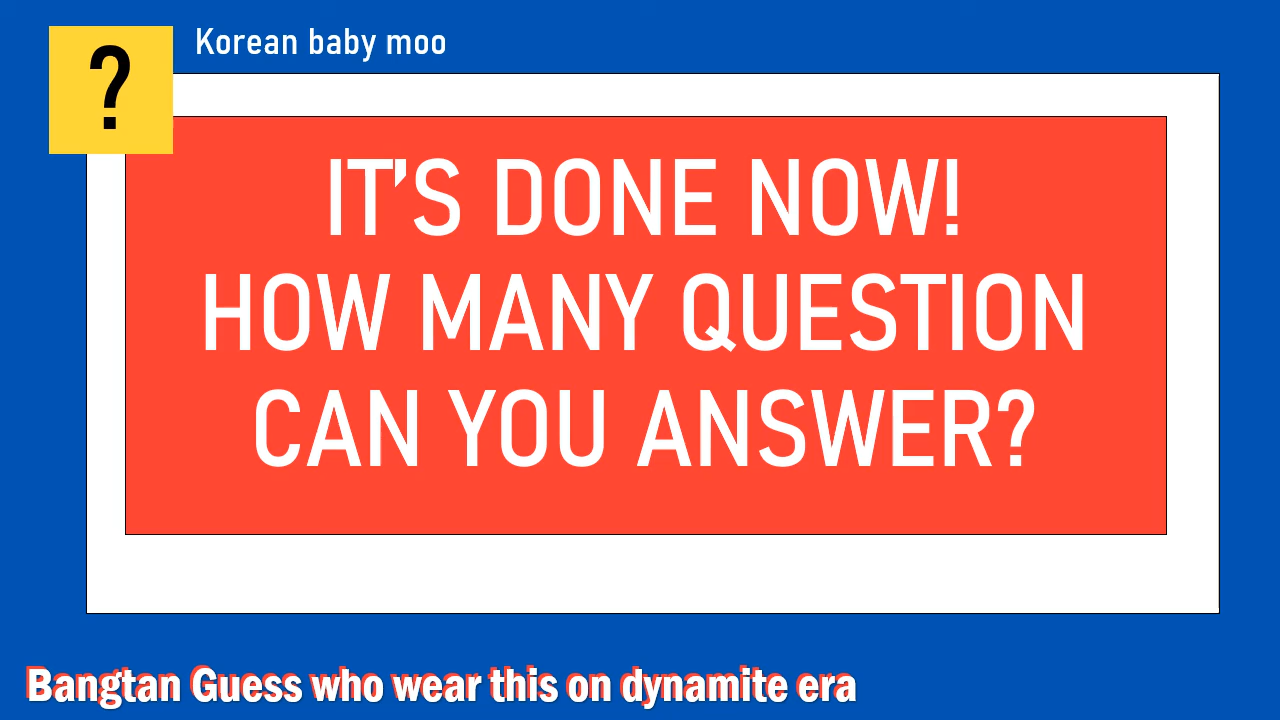 ?
Korean baby moo
IT'S DONE NOW!
HOW MANY QUESTION
CAN YOU ANSWER?
Bangtan Guess who wear this on dynamite era